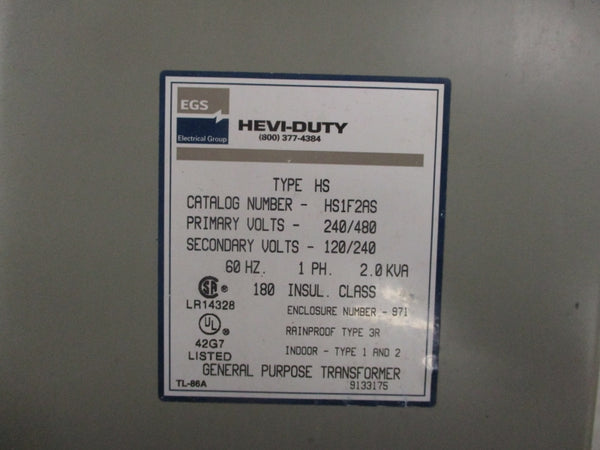 EGS
Electrical Group
HEVI-DUTY
(800) 377-4384
TYPE HS
CATALOG NUMBER - HS1F2AS
PRIMARY VOLTS - 240/480
SECONDARY VOLTS - 120/240
60 HZ. 1 PH. 2.0 KVA
180 INSUL. CLASS
LR14328
ENCLOSURE NUMBER - 971
UL
RAINPROOF TYPE 3R
42G7
LISTED
INDOOR - TYPE 1 AND 2
GENERAL PURPOSE TRANSFORMER
TL-86A
9133175